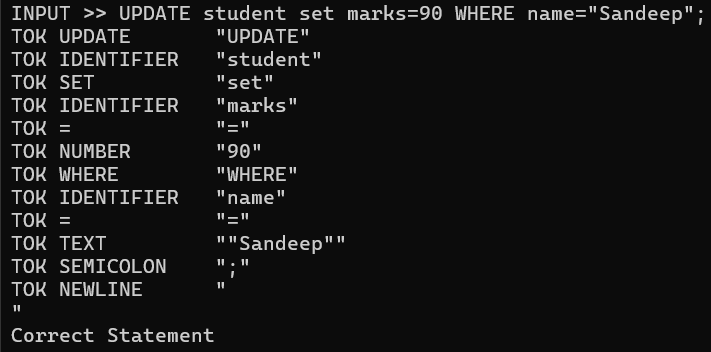 INPUT >> UPDATE student set marks=90 WHERE name="Sandeep";
TOK UPDATE       "UPDATE"
TOK IDENTIFIER   "student"
TOK SET          "set"
TOK IDENTIFIER   "marks"
TOK =            "="
TOK NUMBER       "90"
TOK WHERE        "WHERE"
TOK IDENTIFIER   "name"
TOK =            "="
TOK TEXT         ""Sandeep""
TOK SEMICOLON    ";"
TOK NEWLINE      "
"
Correct Statement